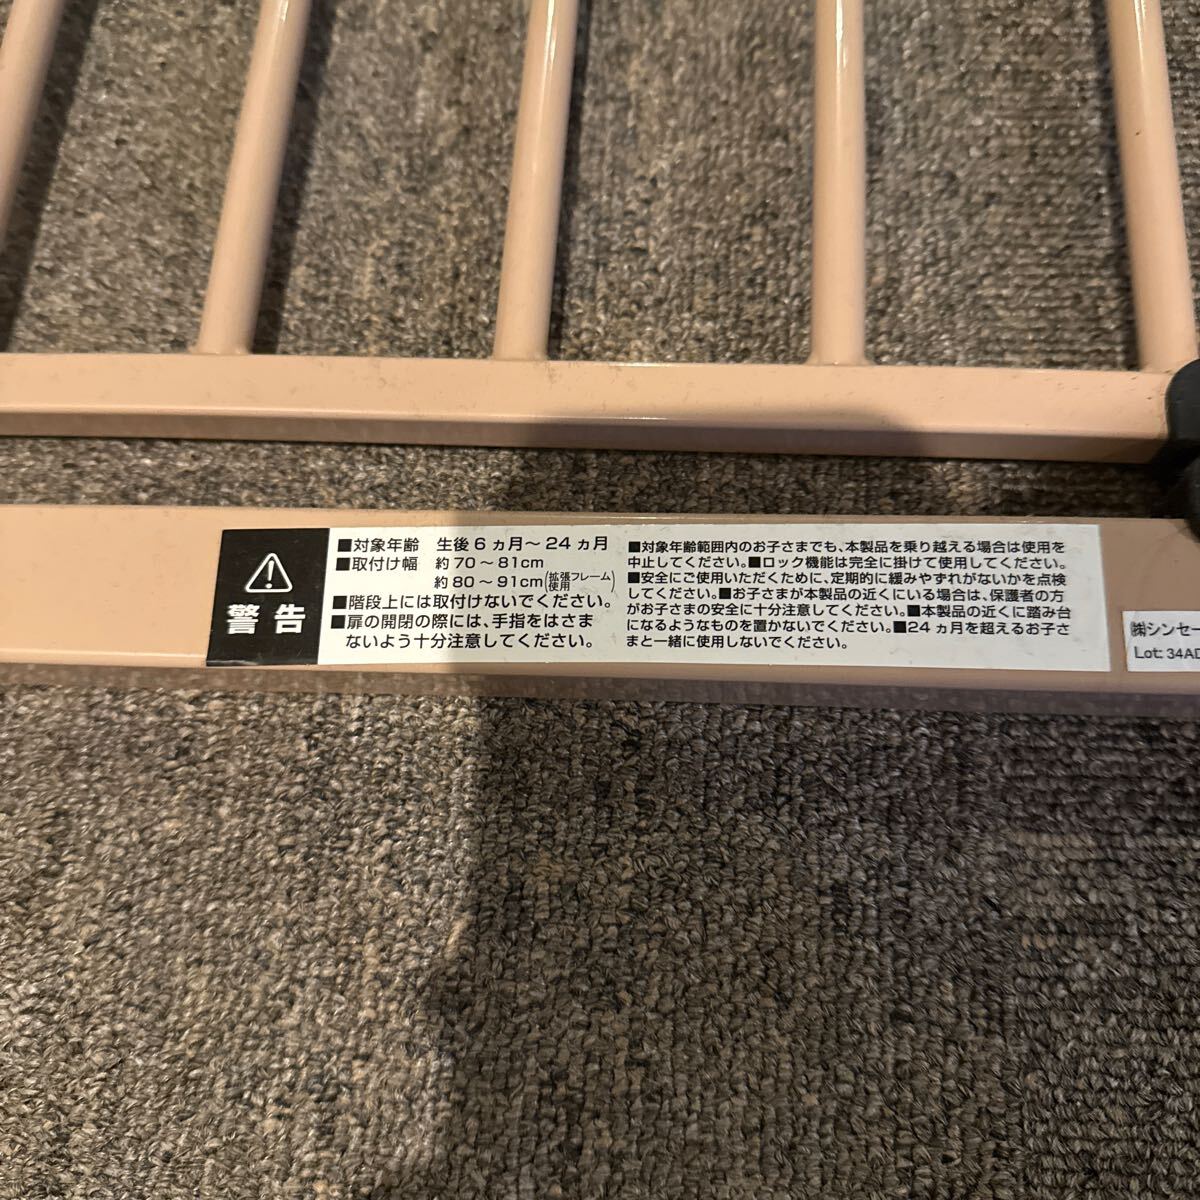 警告
■対象年齢 生後6ヵ月～24ヵ月
■取付け幅 約70～81cm
約80～91cm(拡張フレーム使用)
■階段上には取付けないでください。
■扉の開閉の際には、手指をはさま
ないよう十分注意してください。
■対象年齢範囲内のお子さまでも、本製品を乗り越える場合は使用を
中止してください。■ロック機能は完全に掛けて使用してください。
■安全にご使用いただくために、定期的に緩みやずれがないかを点検
してください。■お子さまが本製品の近くにいる場合は、保護者の方
がお子さまの安全に十分注意してください。■本製品の近くに踏み台
になるようなものを置かないでください。■24ヵ月を超えるお子さ
まと一緒に使用しないでください。
㈱シンセー
Lot: 34AD